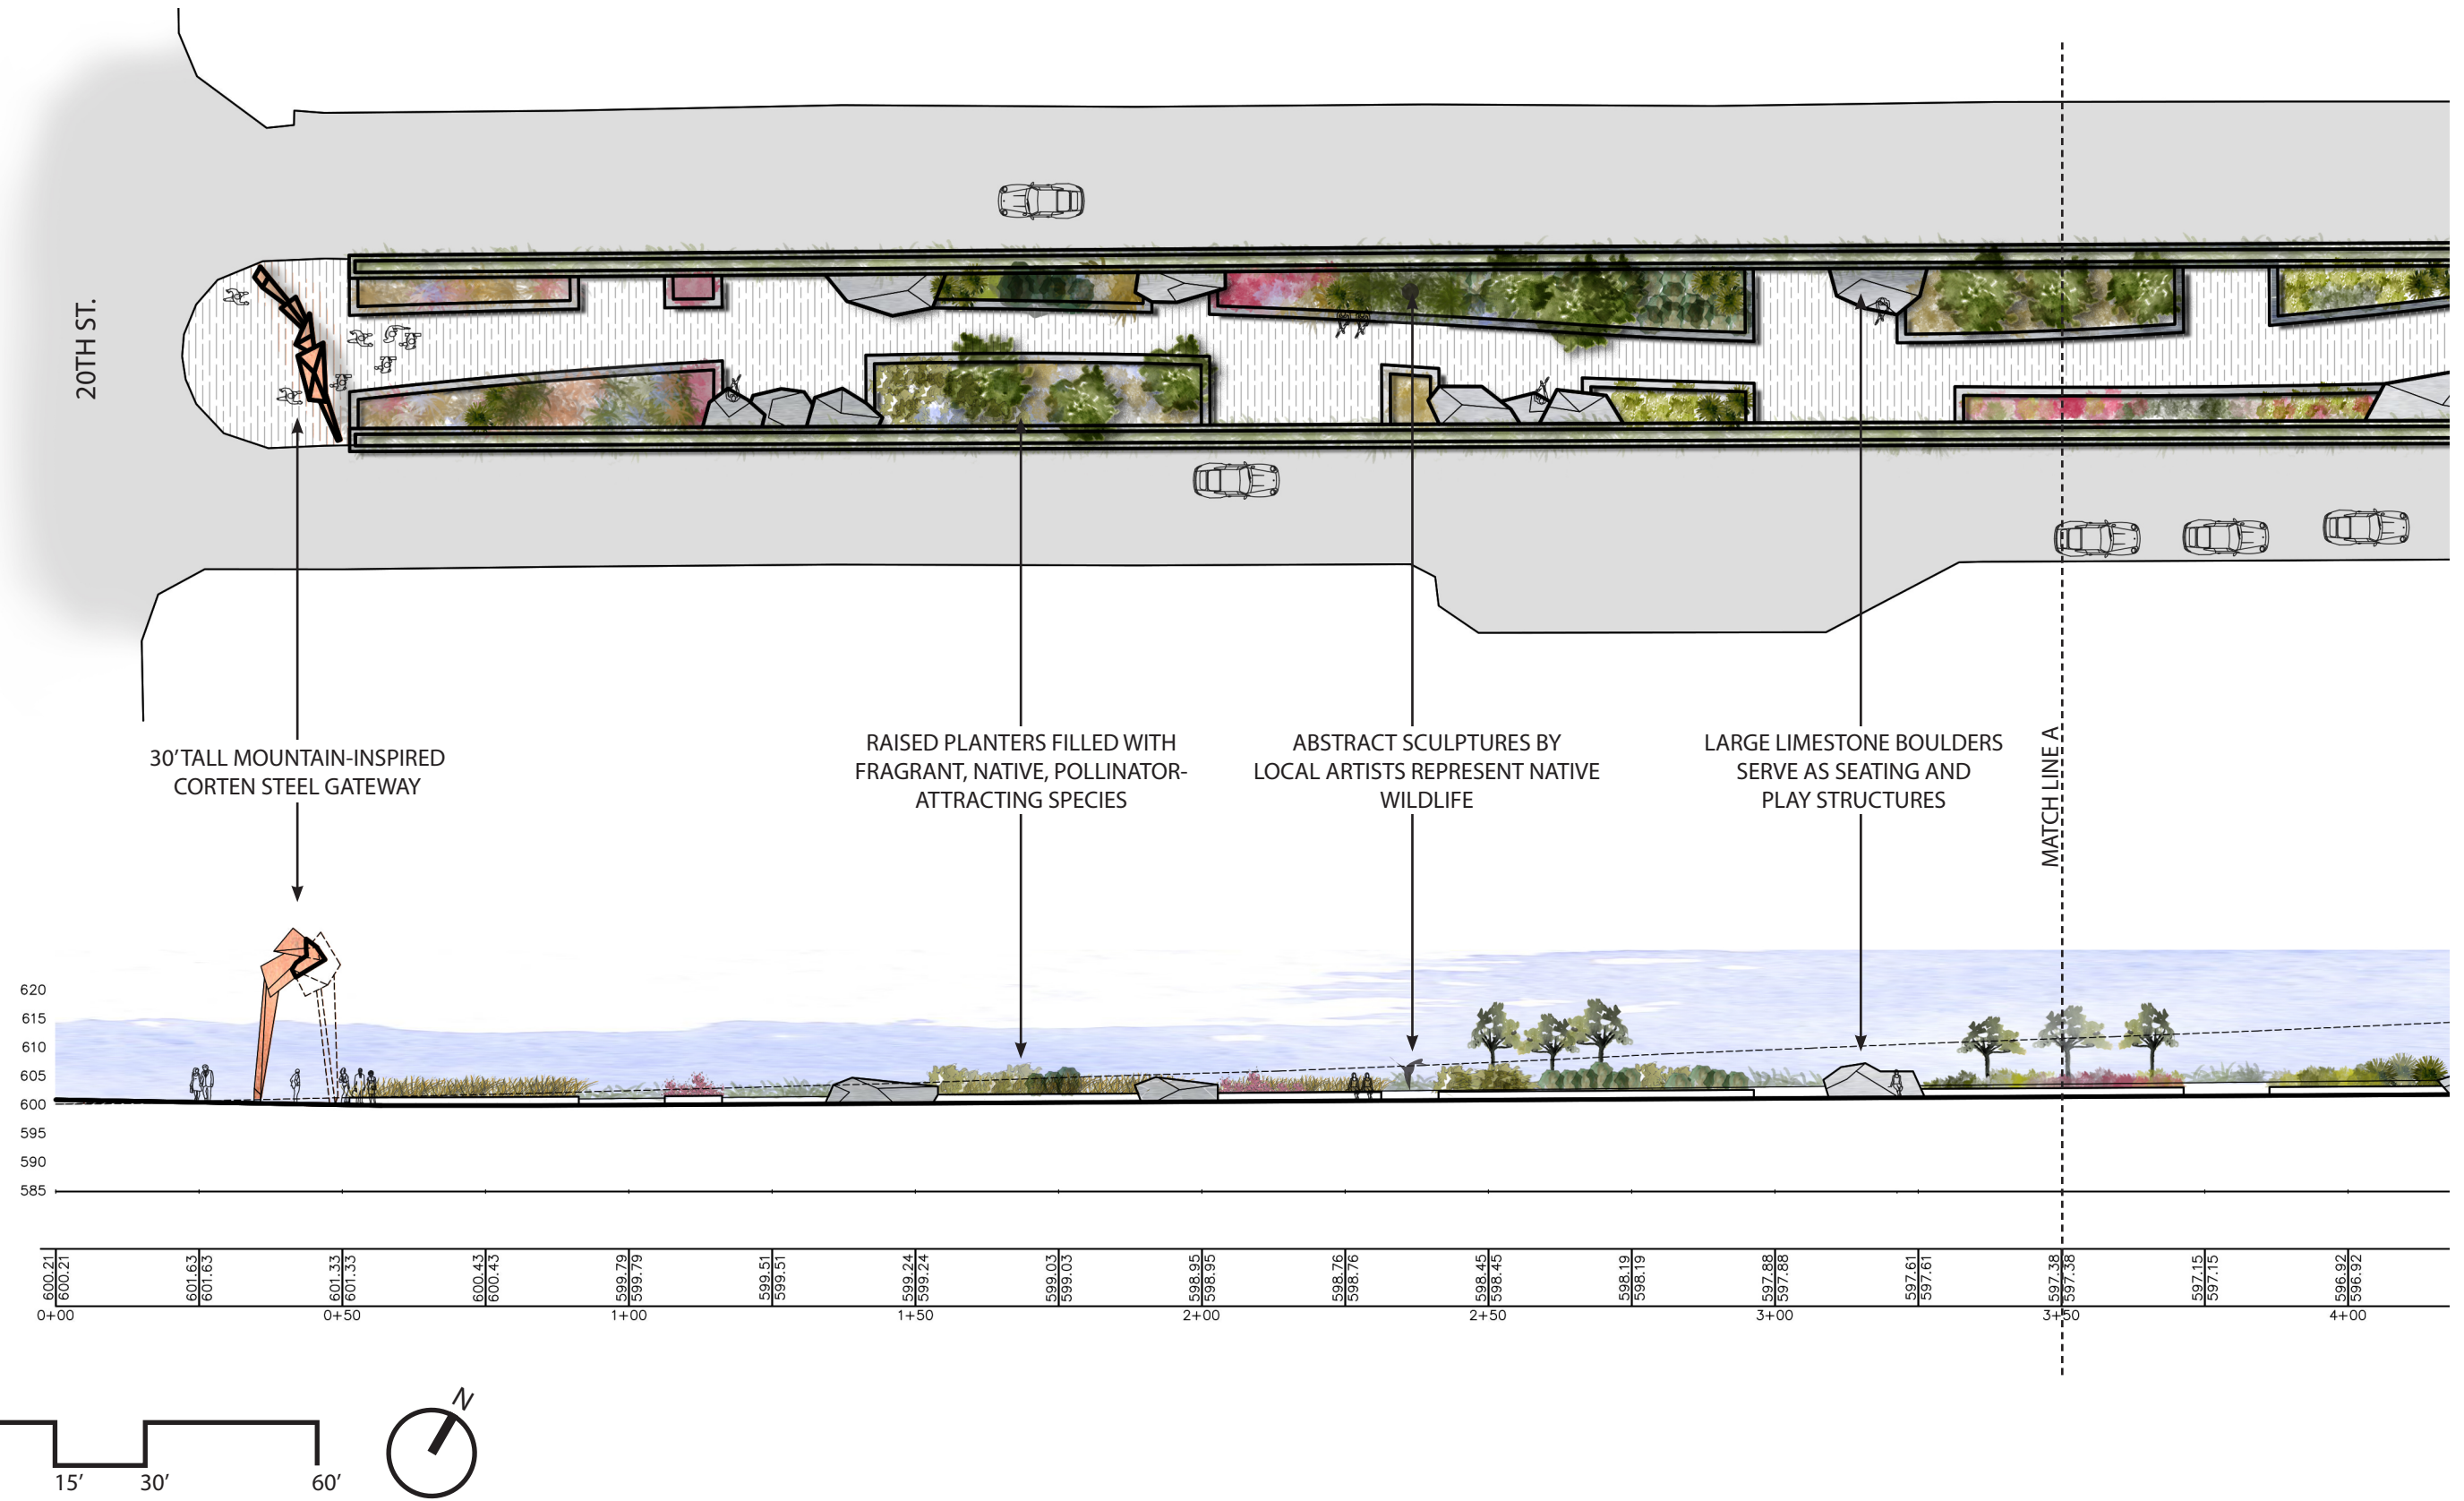 20TH ST.
30' TALL MOUNTAIN-INSPIRED
CORTEN STEEL GATEWAY
RAISED PLANTERS FILLED WITH
FRAGRANT, NATIVE, POLLINATOR-
ATTRACTING SPECIES
ABSTRACT SCULPTURES BY
LOCAL ARTISTS REPRESENT NATIVE
WILDLIFE
LARGE LIMESTONE BOULDERS
SERVE AS SEATING AND
PLAY STRUCTURES
MATCH LINE A
620
615
610
605
600
595
590
585
600.21
600.21
601.63
601.63
601.33
601.33
600.43
600.43
599.79
599.79
599.51
599.51
599.24
599.24
599.03
599.03
598.95
598.95
598.76
598.76
598.45
598.45
598.19
598.19
597.88
597.88
597.61
597.61
597.38
597.38
597.15
597.15
596.92
596.92
0+00 0+50 1+00 1+50 2+00 2+50 3+00 3+50 4+00
N
15' 30' 60'